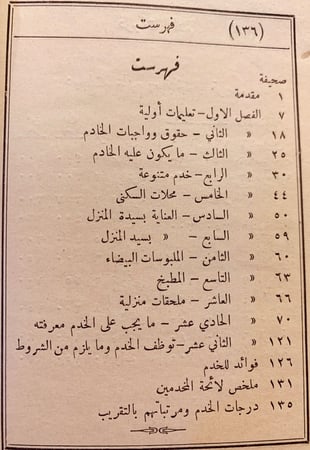 (١٣٦) فهرست
فهرست
صحيفة
١ مقدمة
٧ الفصل الاول – تعليمات أولية
١٨ » الثاني – حقوق وواجبات الخادم
٢٥ » الثالث – ما يكون عليه الخادم
٣٠ » الرابع – خدم متنوعة
٤٤ » الخامس – محلات السكنى
٥٠ » السادس – العناية بسيدة المنزل
٥٩ » السابع – » بسيد المنزل
٦٠ » الثامن – الملبوسات البيضاء
٦٣ » التاسع – المطبخ
٦٦ » العاشر – ملحقات منزلية
٧٠ » الحادي عشر – ما يجب على الخدم معرفته
١٢١ » الثاني عشر – توظف الخدم وما يلزم من الشروط
١٢٦ فوائد للخدم
١٣١ ملخص لائحة المخدمين
١٣٥ درجات الخدم ومرتباتهم بالتقريب